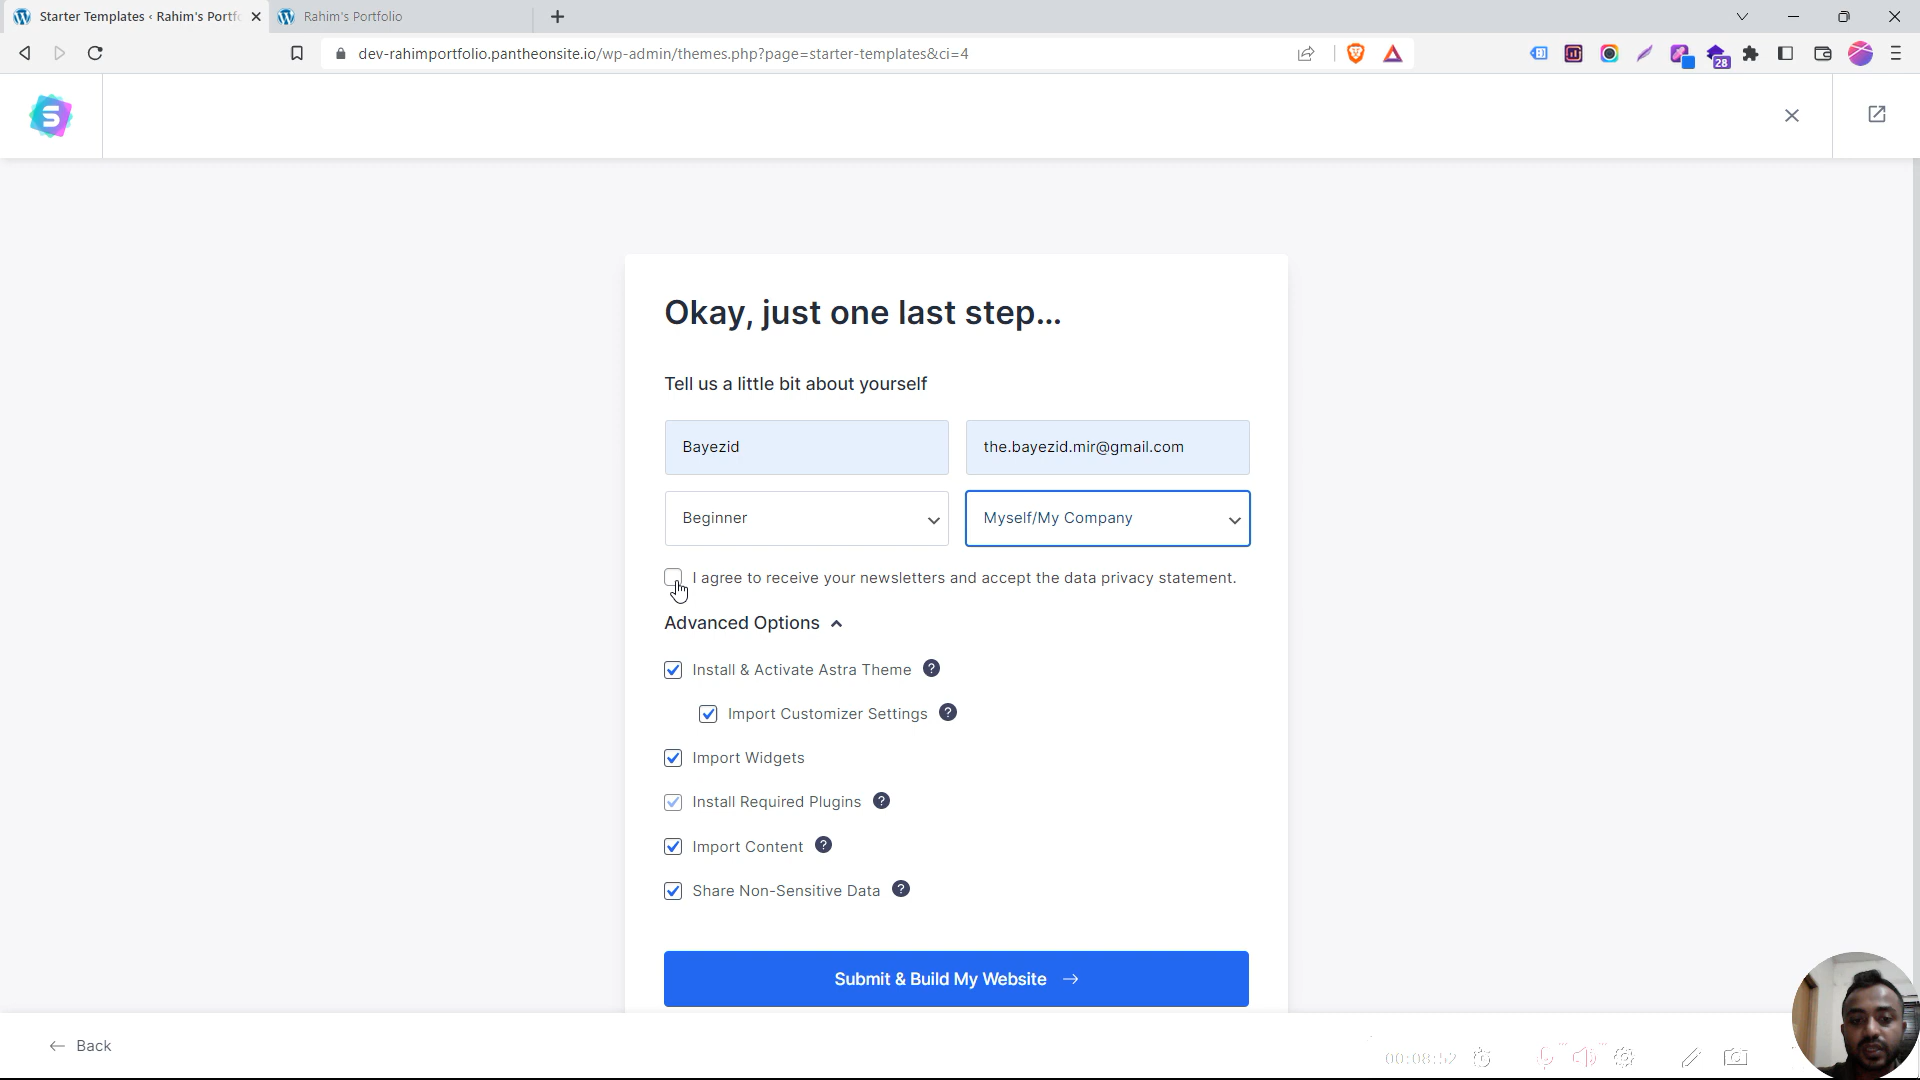 Starter Templates ‹ Rahim's Portf
Rahim's Portfolio
dev-rahimportfolio.pantheonsite.io/wp-admin/themes.php?page=starter-templates&ci=4
28
S
Okay, just one last step...
Tell us a little bit about yourself
Bayezid
the.bayezid.mir@gmail.com
Beginner
Myself/My Company
I agree to receive your newsletters and accept the data privacy statement.
Advanced Options
Install & Activate Astra Theme ?
Import Customizer Settings ?
Import Widgets
Install Required Plugins ?
Import Content ?
Share Non-Sensitive Data ?
Submit & Build My Website →
← Back
00:08:52